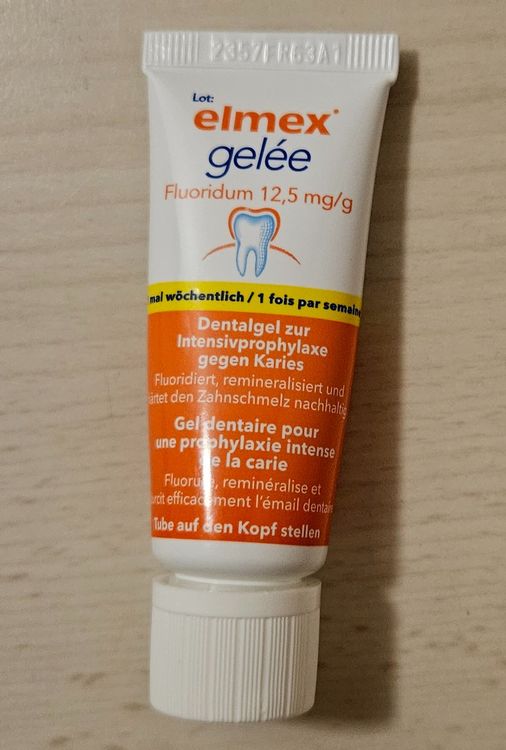 2357FR63A1
Lot:
elmex
gelée
Fluoridum 12,5 mg/g
mal wöchentlich / 1 fois par semaine
Dentalgel zur
Intensivprophylaxe
gegen Karies
Fluoridiert, remineralisiert und
ärtet den Zahnschmelz nachhaltig
Gel dentaire pour
une prophylaxie intense
de la carie
Fluorure, reminéralise et
urcit efficacement l'émail dentaire
Tube auf den Kopf stellen